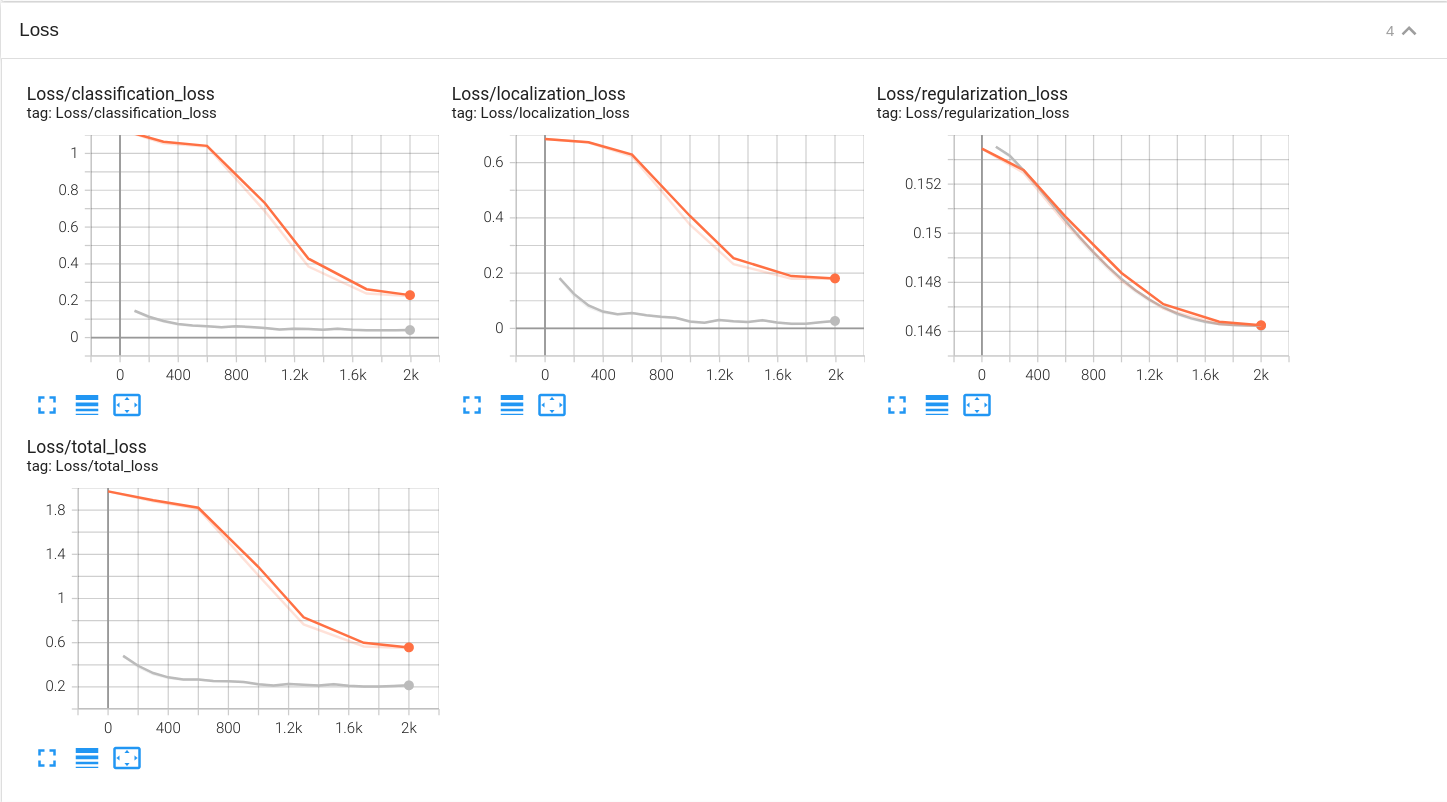 Loss
4
Loss/classification_loss
tag: Loss/classification_loss
1
0.8
0.6
0.4
0.2
0
0 400 800 1.2k 1.6k 2k
Loss/localization_loss
tag: Loss/localization_loss
0.6
0.4
0.2
0
0 400 800 1.2k 1.6k 2k
Loss/regularization_loss
tag: Loss/regularization_loss
0.152
0.15
0.148
0.146
0 400 800 1.2k 1.6k 2k
Loss/total_loss
tag: Loss/total_loss
1.8
1.4
1
0.6
0.2
0 400 800 1.2k 1.6k 2k